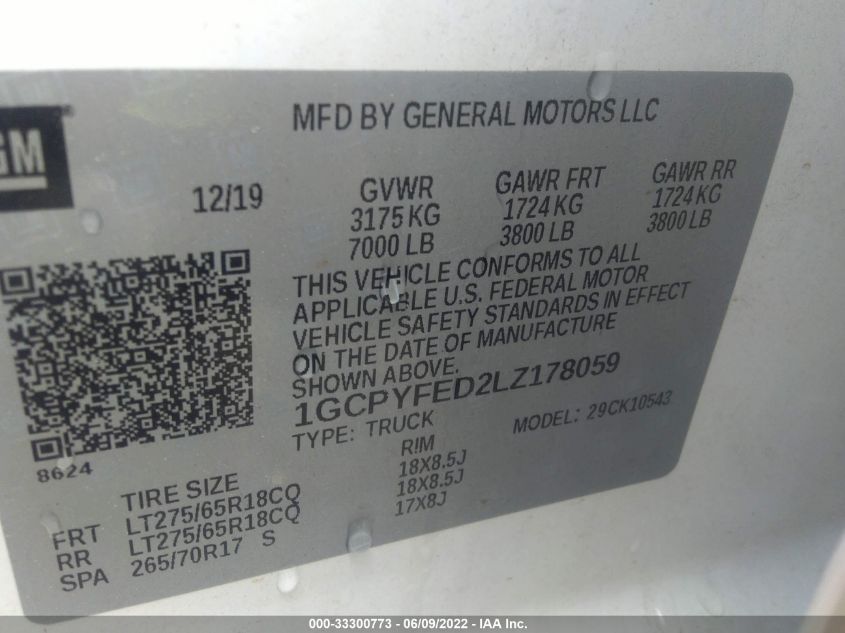 GM
MFD BY GENERAL MOTORS LLC
12/19
GVWR
3175 KG
7000 LB
GAWR FRT
1724 KG
3800 LB
GAWR RR
1724 KG
3800 LB
THIS VEHICLE CONFORMS TO ALL
APPLICABLE U.S. FEDERAL MOTOR
VEHICLE SAFETY STANDARDS IN EFFECT
ON THE DATE OF MANUFACTURE
SHOWN ABOVE.
1GCPYFED2LZ178059
TYPE: TRUCK
MODEL: 29CK10543
8624
TIRE SIZE RIM
FRT LT275/65R18CQ 18X8.5J
RR LT275/65R18CQ 18X8.5J
SPA 265/70R17 S 17X8J
000-33300773 - 06/09/2022 - IAA Inc.